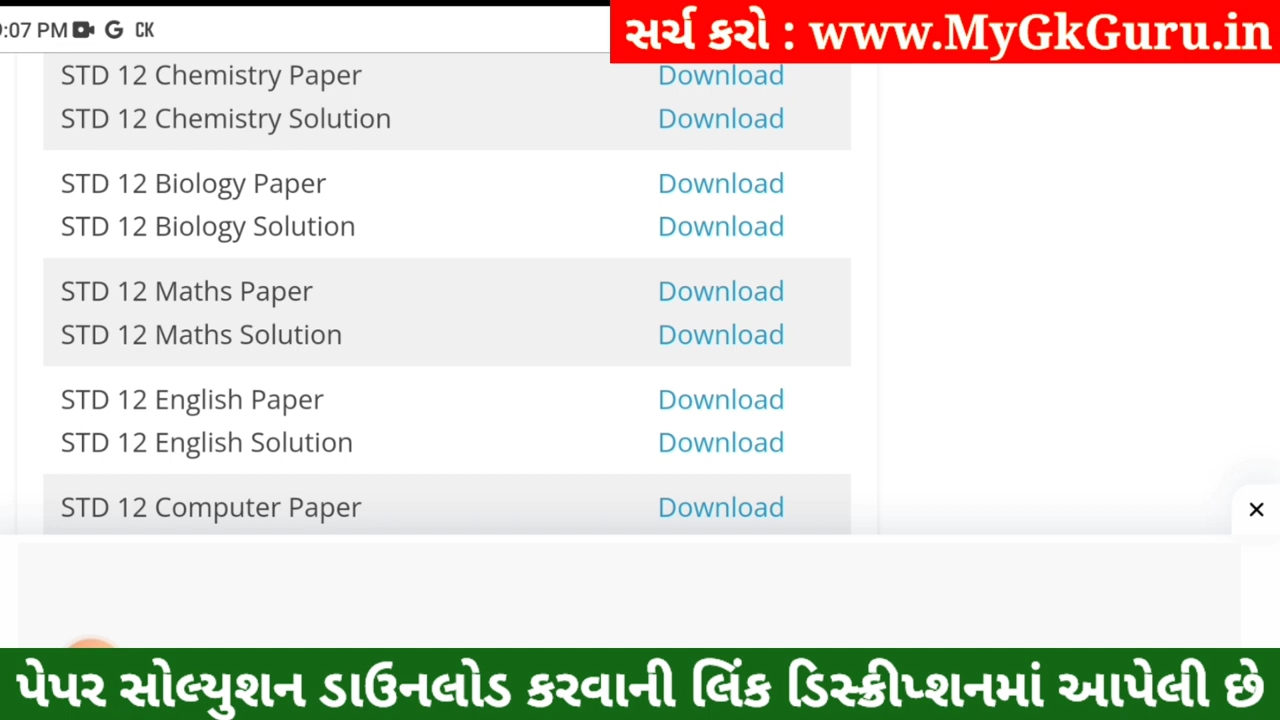 :07 PM G CK
સર્ચ કરો : www.MyGkGuru.in
STD 12 Chemistry Paper Download
STD 12 Chemistry Solution Download
STD 12 Biology Paper Download
STD 12 Biology Solution Download
STD 12 Maths Paper Download
STD 12 Maths Solution Download
STD 12 English Paper Download
STD 12 English Solution Download
STD 12 Computer Paper Download
પેપર સોલ્યુશન ડાઉનલોડ કરવાની લિંક ડિસ્ક્રીપ્શનમાં આપેલી છે